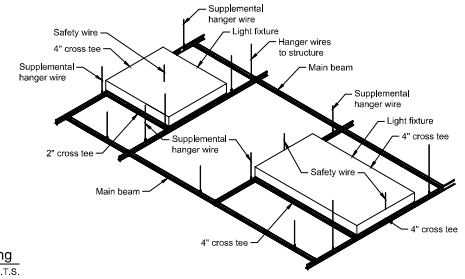 Supplemental
hanger wire
Safety wire
Light fixture
4" cross tee
Hanger wires
to structure
Supplemental
hanger wire
Main beam
Supplemental
hanger wire
Light fixture
4" cross tee
2" cross tee
Supplemental
hanger wire
Safety wire
Main beam
4" cross tee
4" cross tee
.T.S.